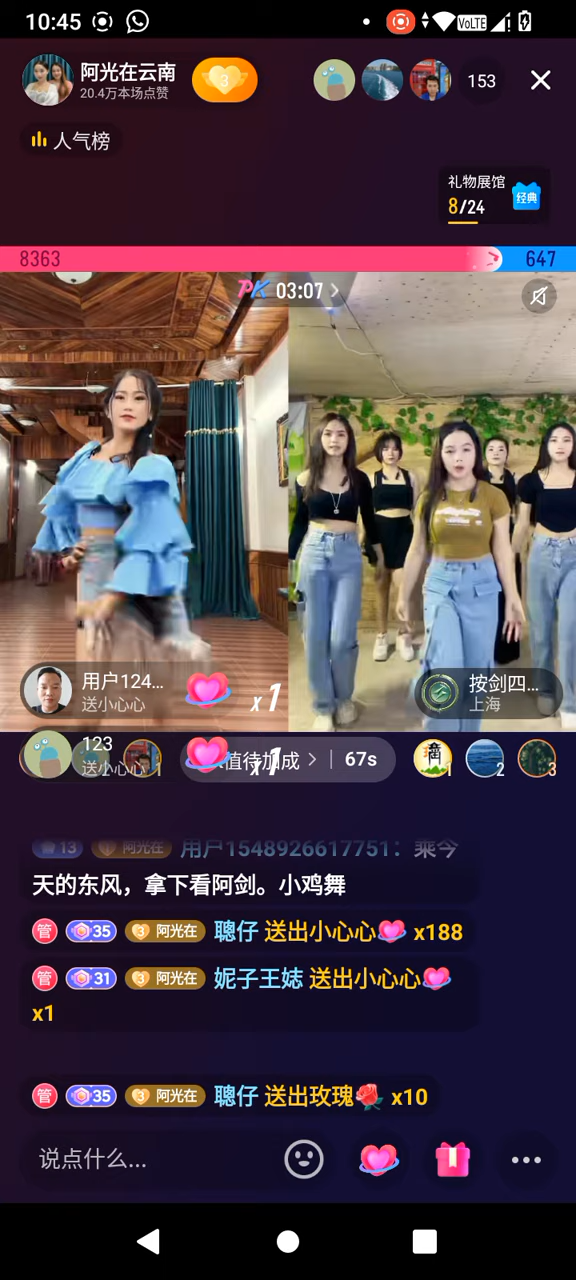 10:45
VoLTE
阿光在云南
20.4万本场点赞
3
153
人气榜
礼物展馆
8/24
经典
8363
647
PK 03:07
用户124...
送小心心
x1
按剑四...
上海
123
送小心心
x1
值待加成
67s
1
2
3
13 阿光在 用户1548926617751：乘今
天的东风，拿下看阿剑。小鸡舞
管 35 3 阿光在 聰仔 送出小心心 x188
管 31 3 阿光在 妮子王婊 送出小心心
x1
管 35 3 阿光在 聰仔 送出玫瑰 x10
说点什么...